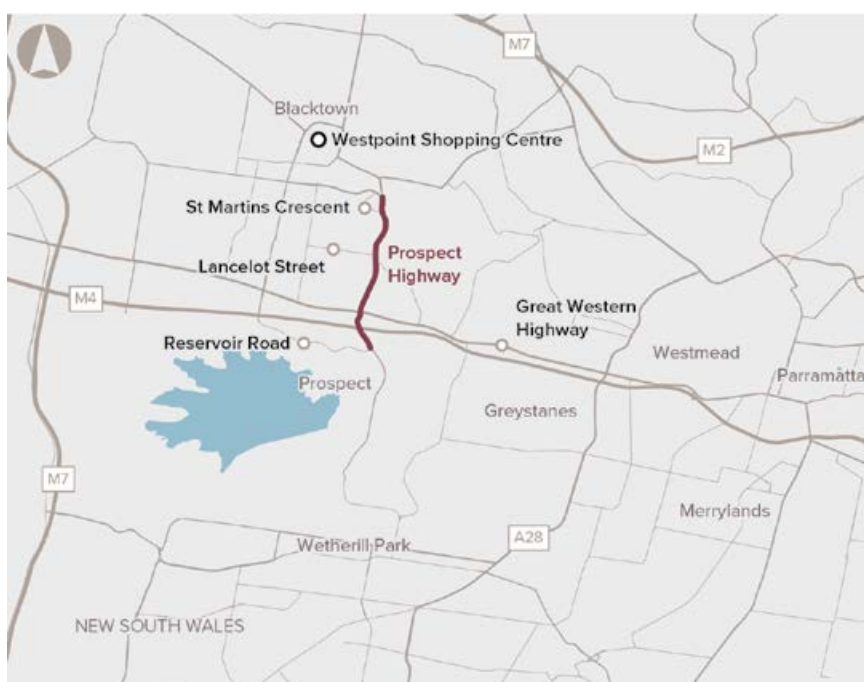 M7
Blacktown
Westpoint Shopping Centre
M2
St Martins Crescent
Prospect
Highway
Lancelot Street
M4
Great Western
Highway
Reservoir Road
Westmead
Prospect
Parramatta
Greystanes
M7
Merrylands
A28
Wetherill Park
NEW SOUTH WALES